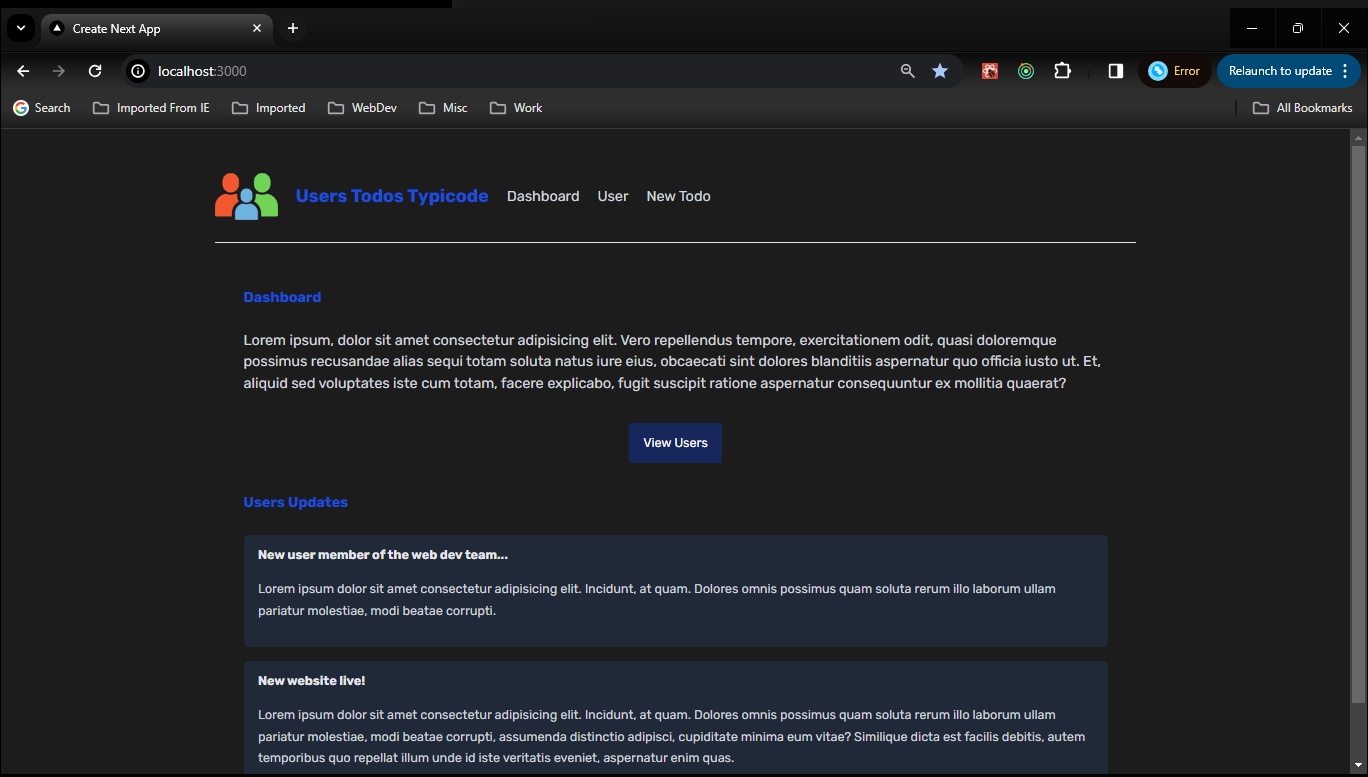 Create Next App
localhost:3000
Error
Relaunch to update
Search
Imported From IE
Imported
WebDev
Misc
Work
All Bookmarks
Users Todos Typicode
Dashboard
User
New Todo
Dashboard
Lorem ipsum, dolor sit amet consectetur adipisicing elit. Vero repellendus tempore, exercitationem odit, quasi doloremque
possimus recusandae alias sequi totam soluta natus iure eius, obcaecati sint dolores blanditiis aspernatur quo officia iusto ut. Et,
aliquid sed voluptates iste cum totam, facere explicabo, fugit suscipit ratione aspernatur consequuntur ex mollitia quaerat?
View Users
Users Updates
New user member of the web dev team...
Lorem ipsum dolor sit amet consectetur adipisicing elit. Incidunt, at quam. Dolores omnis possimus quam soluta rerum illo laborum ullam
pariatur molestiae, modi beatae corrupti.
New website live!
Lorem ipsum dolor sit amet consectetur adipisicing elit. Incidunt, at quam. Dolores omnis possimus quam soluta rerum illo laborum ullam
pariatur molestiae, modi beatae corrupti, assumenda distinctio adipisci, cupiditate minima eum vitae? Similique dicta est facilis debitis, autem
temporibus quo repellat illum unde id iste veritatis eveniet, aspernatur enim quas.